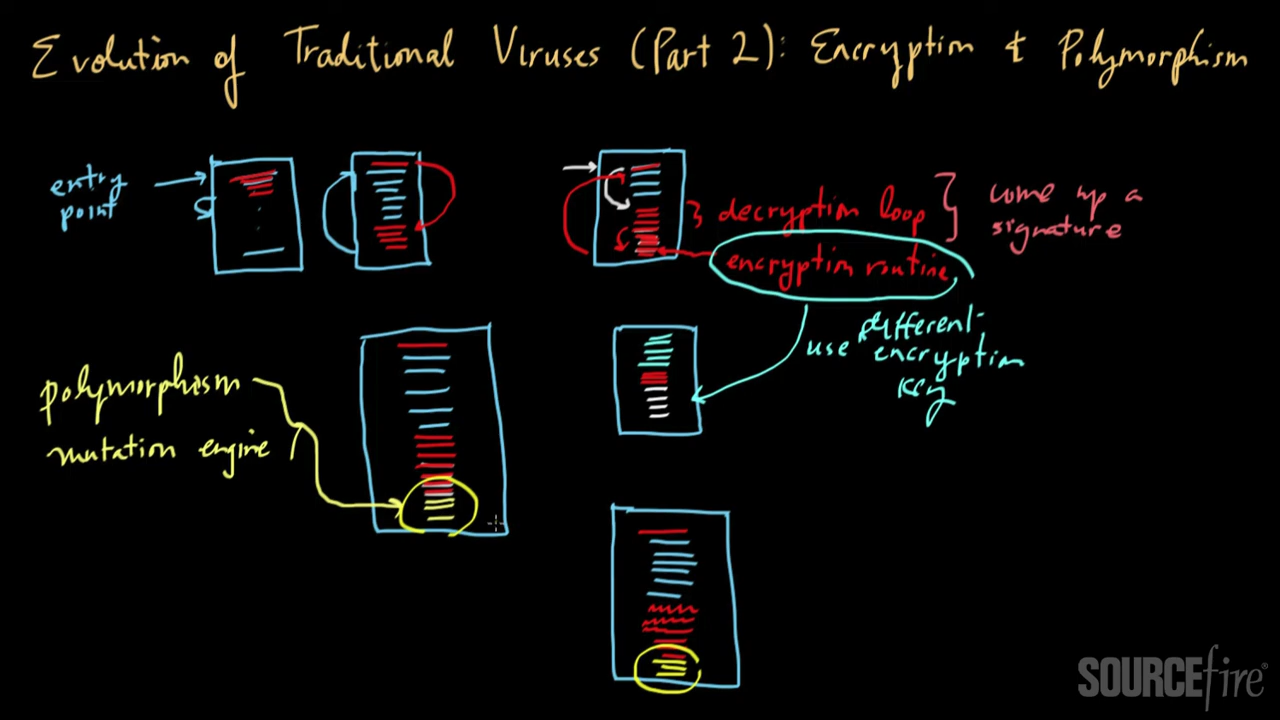 Evolution of Traditional Viruses (Part 2): Encryption & Polymorphism
entry
point
decryption loop
encryption routine
come up a
signature
use different
encryption
key
polymorphism
mutation engine
SOURCEfire